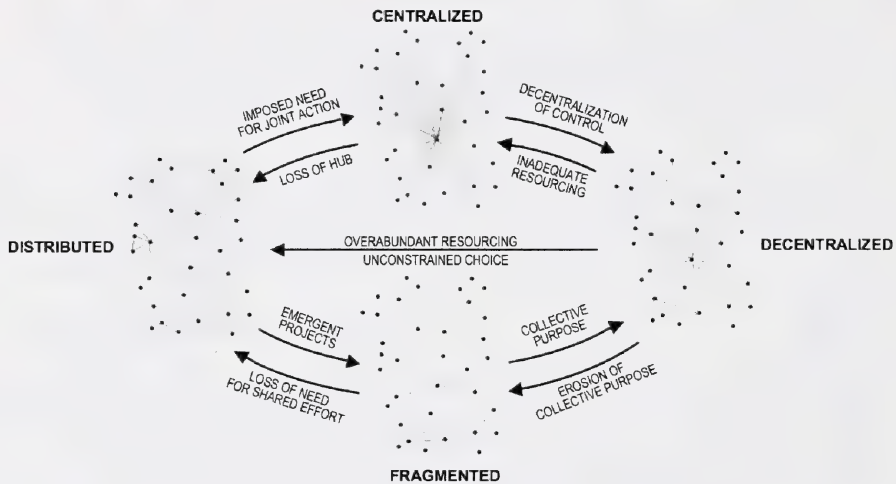 CENTRALIZED
IMPOSED NEED
FOR JOINT ACTION
LOSS OF HUB
DECENTRALIZATION
OF CONTROL
INADEQUATE
RESOURCING
DISTRIBUTED
OVERABUNDANT RESOURCING
UNCONSTRAINED CHOICE
DECENTRALIZED
EMERGENT
PROJECTS
LOSS OF NEED
FOR SHARED EFFORT
COLLECTIVE
PURPOSE
EROSION OF
COLLECTIVE PURPOSE
FRAGMENTED